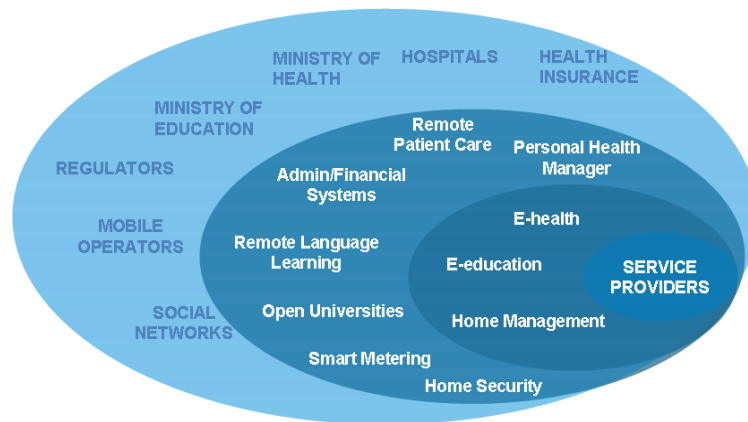 MINISTRY OF
HEALTH
HOSPITALS
HEALTH
INSURANCE
MINISTRY OF
EDUCATION
REGULATORS
MOBILE
OPERATORS
SOCIAL
NETWORKS
Remote
Patient Care
Personal Health
Manager
Admin/Financial
Systems
Remote Language
Learning
Open Universities
Smart Metering
Home Security
E-health
E-education
Home Management
SERVICE
PROVIDERS